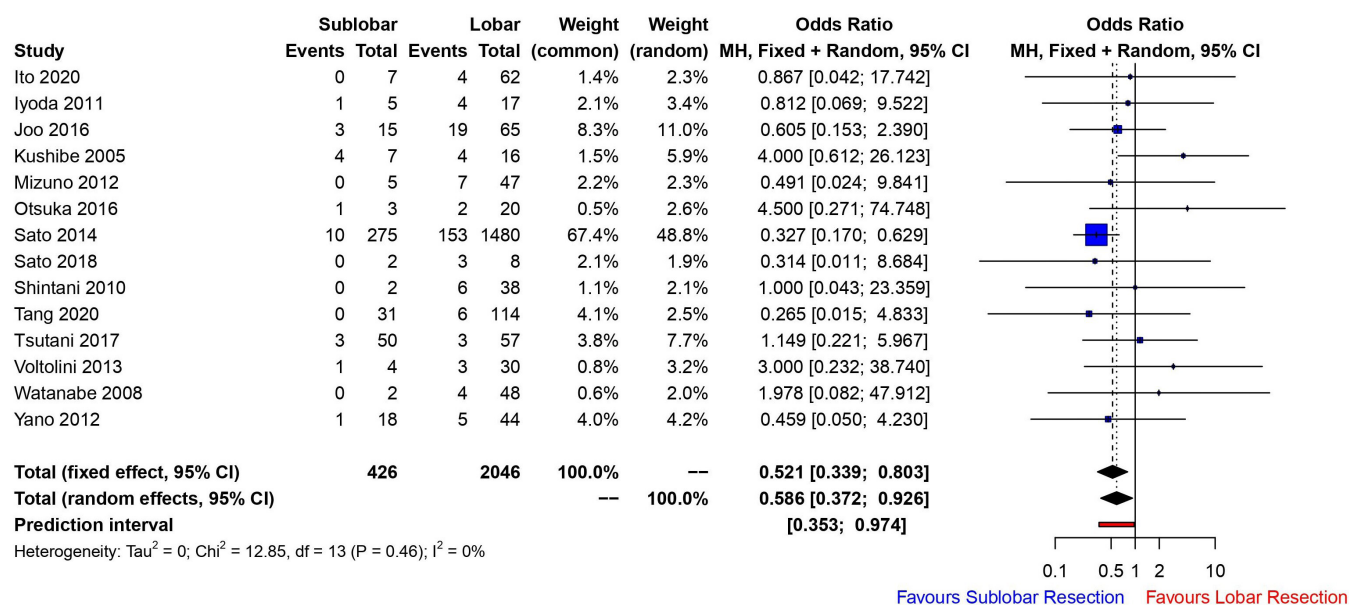 Sublobar Lobar Weight Weight Odds Ratio Odds Ratio
Study Events Total Events Total (common) (random) MH, Fixed + Random, 95% CI MH, Fixed + Random, 95% CI
Ito 2020 0 7 4 62 1.4% 2.3% 0.867 [0.042; 17.742]
Iyoda 2011 1 5 4 17 2.1% 3.4% 0.812 [0.069; 9.522]
Joo 2016 3 15 19 65 8.3% 11.0% 0.605 [0.153; 2.390]
Kushibe 2005 4 7 4 16 1.5% 5.9% 4.000 [0.612; 26.123]
Mizuno 2012 0 5 7 47 2.2% 2.3% 0.491 [0.024; 9.841]
Otsuka 2016 1 3 2 20 0.5% 2.6% 4.500 [0.271; 74.748]
Sato 2014 10 275 153 1480 67.4% 48.8% 0.327 [0.170; 0.629]
Sato 2018 0 2 3 8 2.1% 1.9% 0.314 [0.011; 8.684]
Shintani 2010 0 2 6 38 1.1% 2.1% 1.000 [0.043; 23.359]
Tang 2020 0 31 6 114 4.1% 2.5% 0.265 [0.015; 4.833]
Tsutani 2017 3 50 3 57 3.8% 7.7% 1.149 [0.221; 5.967]
Voltolini 2013 1 4 3 30 0.8% 3.2% 3.000 [0.232; 38.740]
Watanabe 2008 0 2 4 48 0.6% 2.0% 1.978 [0.082; 47.912]
Yano 2012 1 18 5 44 4.0% 4.2% 0.459 [0.050; 4.230]
Total (fixed effect, 95% CI) 426 2046 100.0% −− 0.521 [0.339; 0.803]
Total (random effects, 95% CI) −− 100.0% 0.586 [0.372; 0.926]
Prediction interval [0.353; 0.974]
Heterogeneity: Tau² = 0; Chi² = 12.85, df = 13 (P = 0.46); I² = 0%
0.1 0.5 1 2 10
Favours Sublobar Resection Favours Lobar Resection